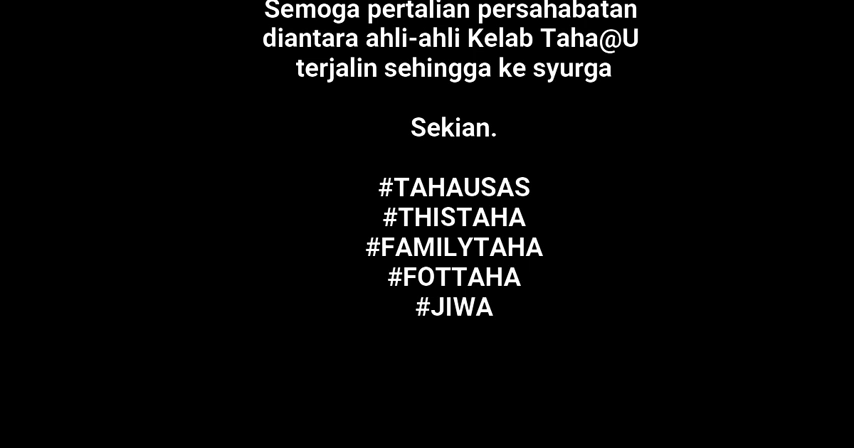 Semoga pertalian persahabatan
diantara ahli-ahli Kelab Taha@U
terjalin sehingga ke syurga
Sekian.
#TAHAUSAS
#THISTAHA
#FAMILYTAHA
#FOTTAHA
#JIWA